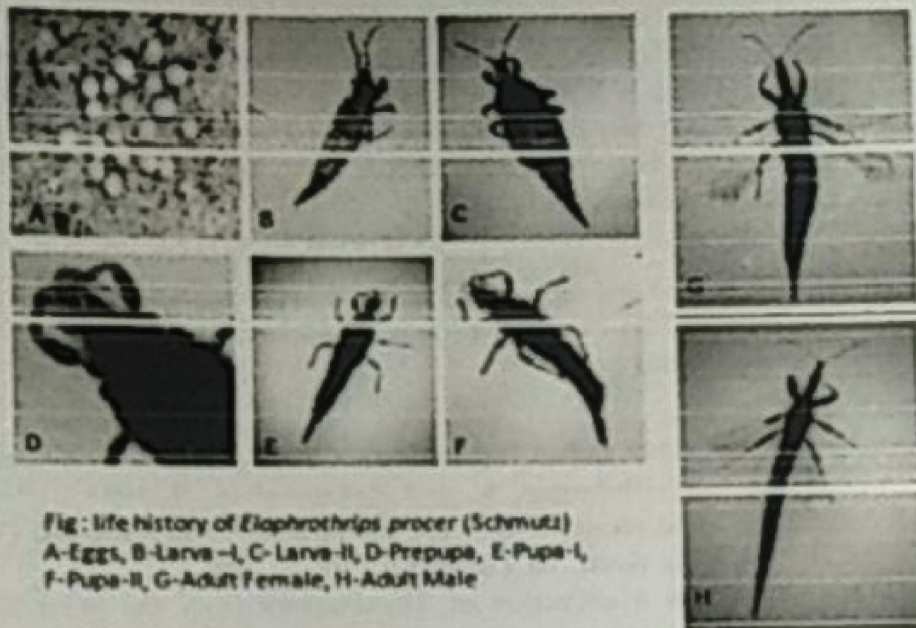 A
B
C
G
D
E
F
H
Fig : life history of Elaphrothrips procer (Schmutz)
A-Eggs, B-Larva –I, C- Larva-II, D-Prepupa, E-Pupa-I,
F-Pupa-II, G-Adult Female, H-Adult Male